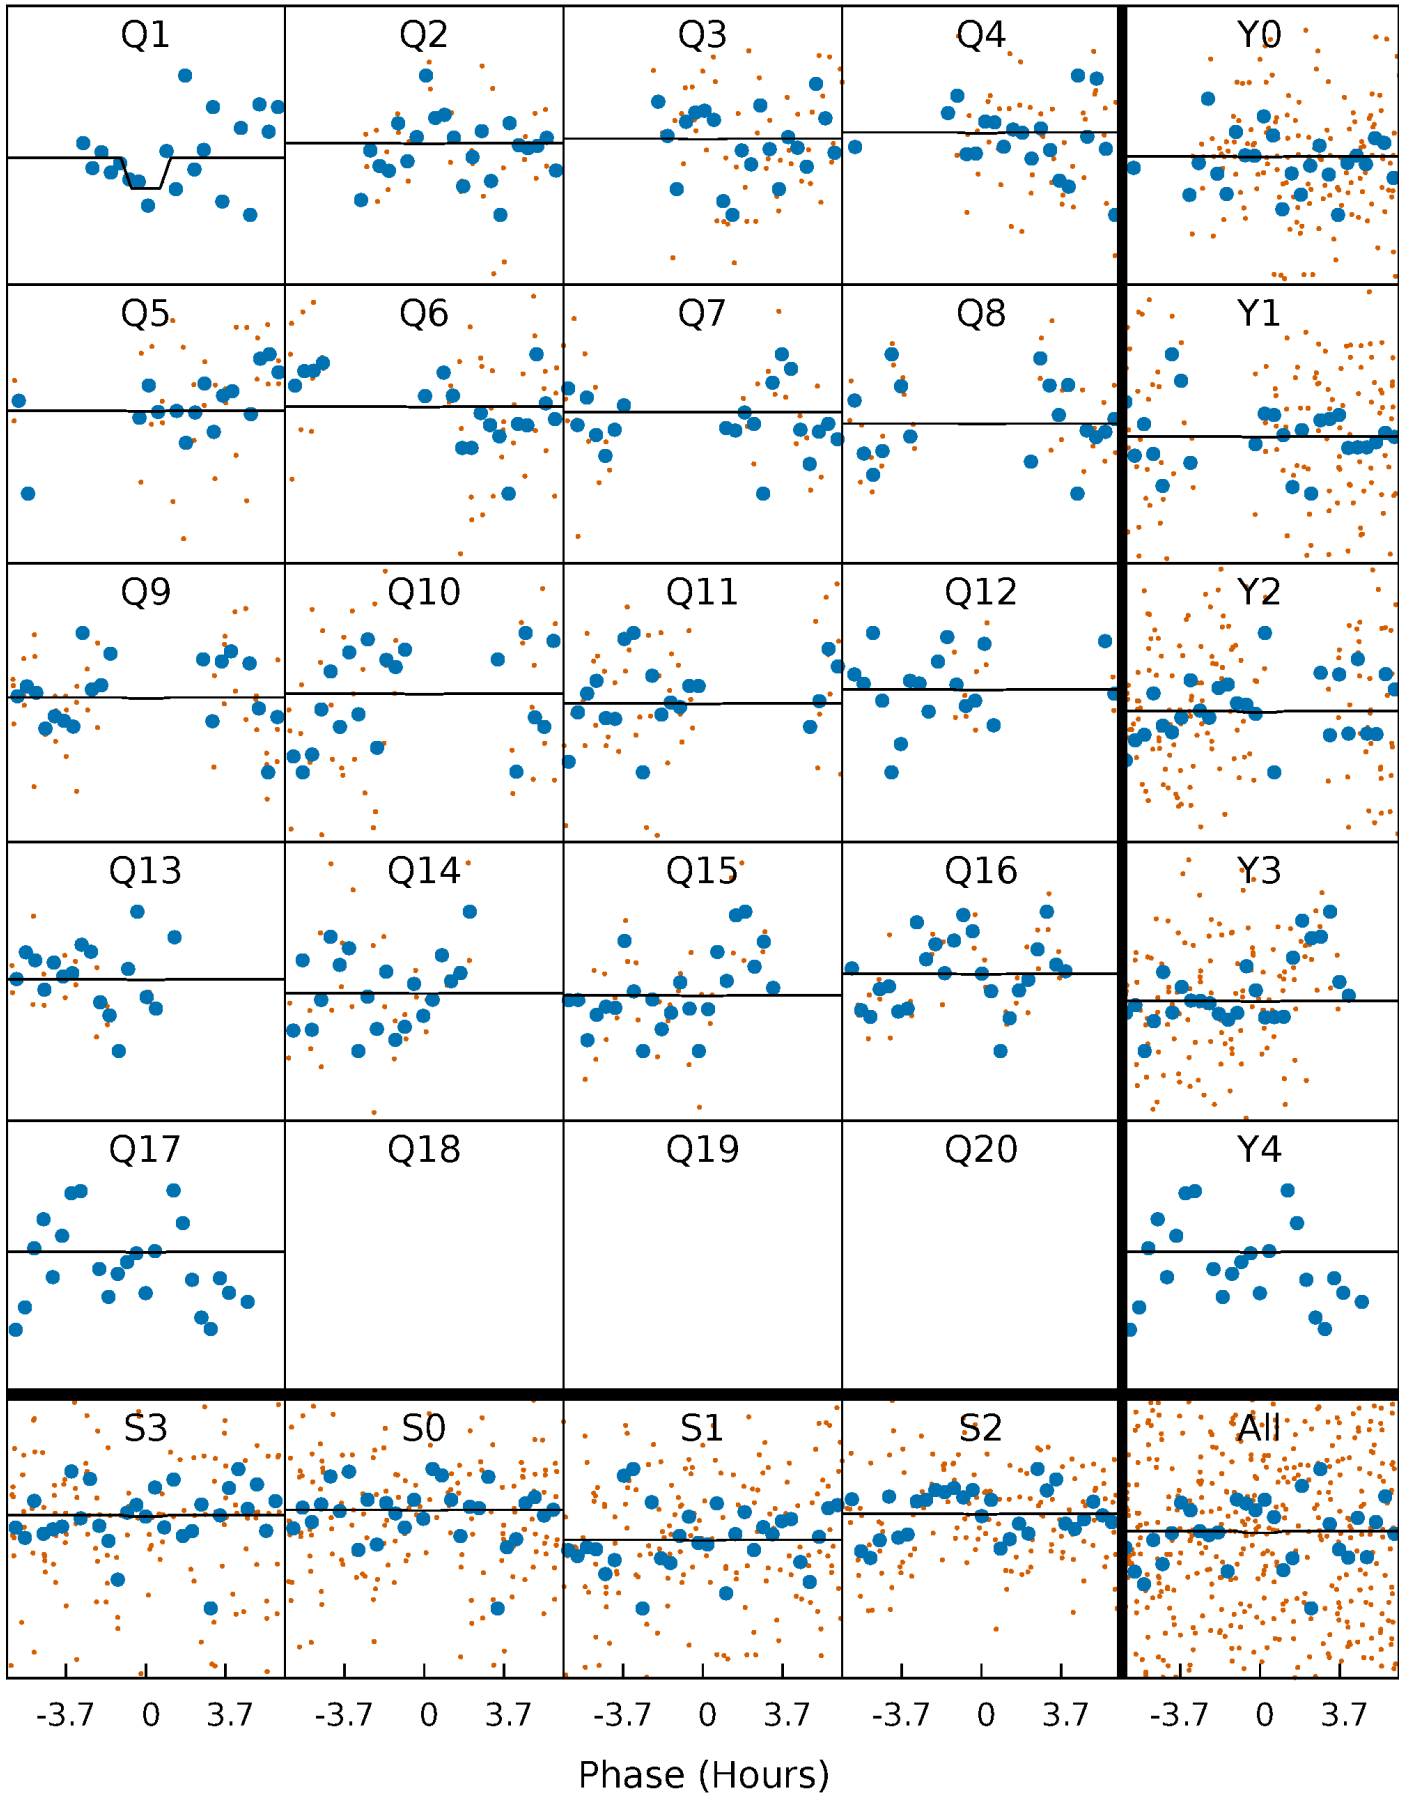 Q1 Q2 Q3 Q4 Y0
Q5 Q6 Q7 Q8 Y1
Q9 Q10 Q11 Q12 Y2
Q13 Q14 Q15 Q16 Y3
Q17 Q18 Q19 Q20 Y4
S3 S0 S1 S2 All
-3.7 0 3.7 -3.7 0 3.7 -3.7 0 3.7 -3.7 0 3.7 -3.7 0 3.7
Phase (Hours)